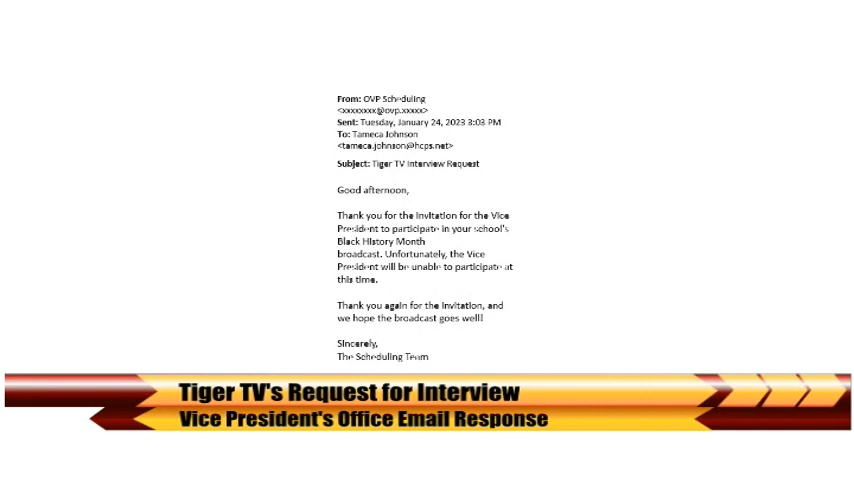 From: OVP Scheduling
<xxxxxxxx@ovp.xxxxx>
Sent: Tuesday, January 24, 2023 3:03 PM
To: Tameca Johnson
<tameca.johnson@hcps.net>
Subject: Tiger TV Interview Request
Good afternoon,
Thank you for the invitation for the Vice
President to participate in your school's
Black History Month
broadcast. Unfortunately, the Vice
President will be unable to participate at
this time.
Thank you again for the invitation, and
we hope the broadcast goes well!
Sincerely,
The Scheduling Team
Tiger TV's Request for Interview
Vice President's Office Email Response